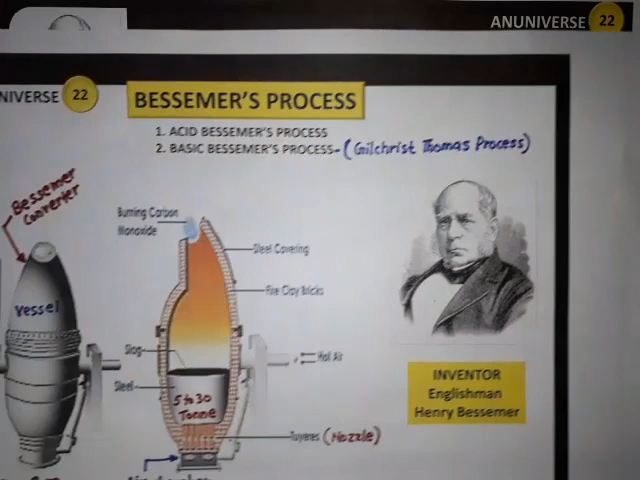 ANUNIVERSE 22
NIVERSE 22
BESSEMER'S PROCESS
1. ACID BESSEMER'S PROCESS
2. BASIC BESSEMER'S PROCESS- (Gilchrist Thomas Process)
Bessemer
Converter
Vessel
Burning Carbon
Monoxide
Steel Covering
Fire Clay Bricks
Slag
Hot Air
Steel
5 to 30
Tonne
Tuyeres (Nozzle)
INVENTOR
Englishman
Henry Bessemer